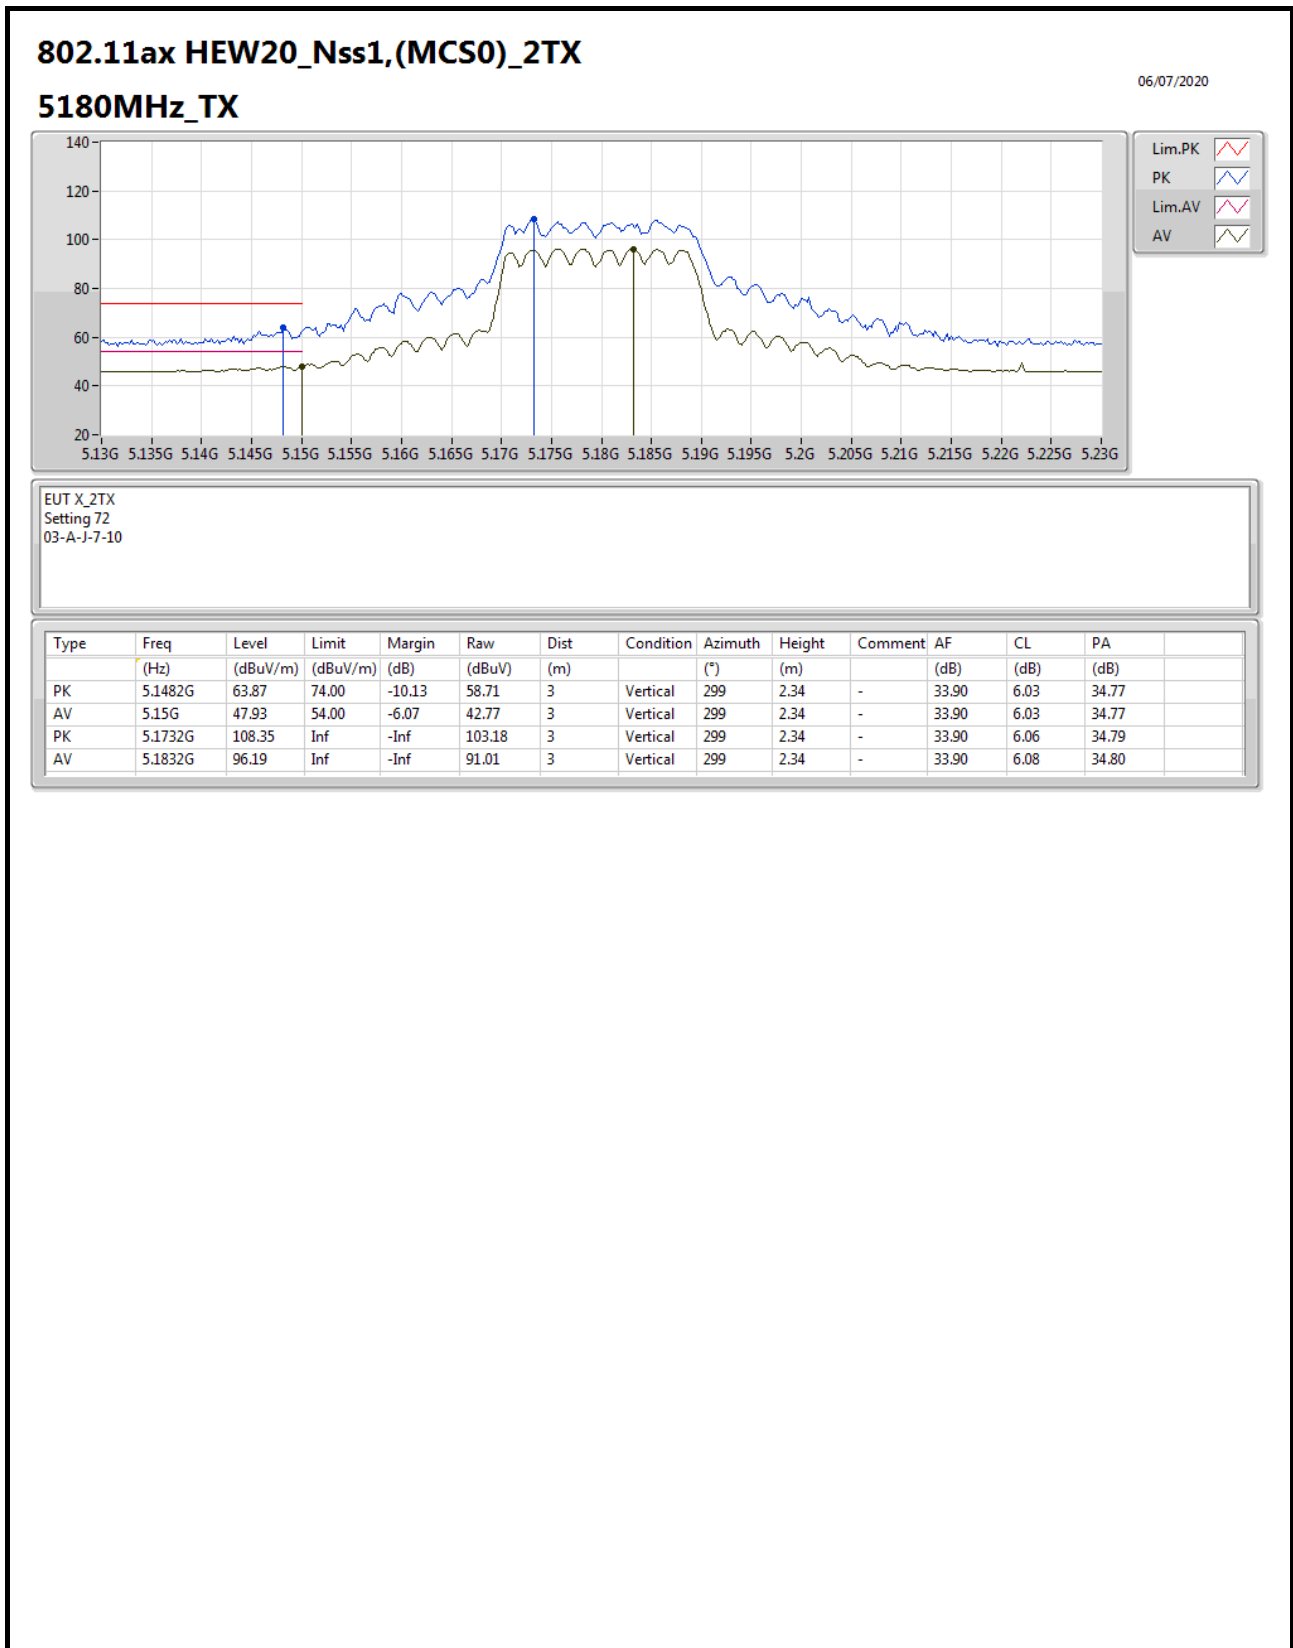 802.11ax HEW20_Nss1,(MCS0)_2TX
06/07/2020
5180MHz_TX
140
120
100
80
60
40
20
5.13G 5.135G 5.14G 5.145G 5.15G 5.155G 5.16G 5.165G 5.17G 5.175G 5.18G 5.185G 5.19G 5.195G 5.2G 5.205G 5.21G 5.215G 5.22G 5.225G 5.23G
Lim.PK
PK
Lim.AV
AV
EUT X_2TX
Setting 72
03-A-J-7-10
Type Freq Level Limit Margin Raw Dist Condition Azimuth Height Comment AF CL PA
(Hz) (dBuV/m) (dBuV/m) (dB) (dBuV) (m) (°) (m) (dB) (dB) (dB)
PK 5.1482G 63.87 74.00 -10.13 58.71 3 Vertical 299 2.34 - 33.90 6.03 34.77
AV 5.15G 47.93 54.00 -6.07 42.77 3 Vertical 299 2.34 - 33.90 6.03 34.77
PK 5.1732G 108.35 Inf -Inf 103.18 3 Vertical 299 2.34 - 33.90 6.06 34.79
AV 5.1832G 96.19 Inf -Inf 91.01 3 Vertical 299 2.34 - 33.90 6.08 34.80